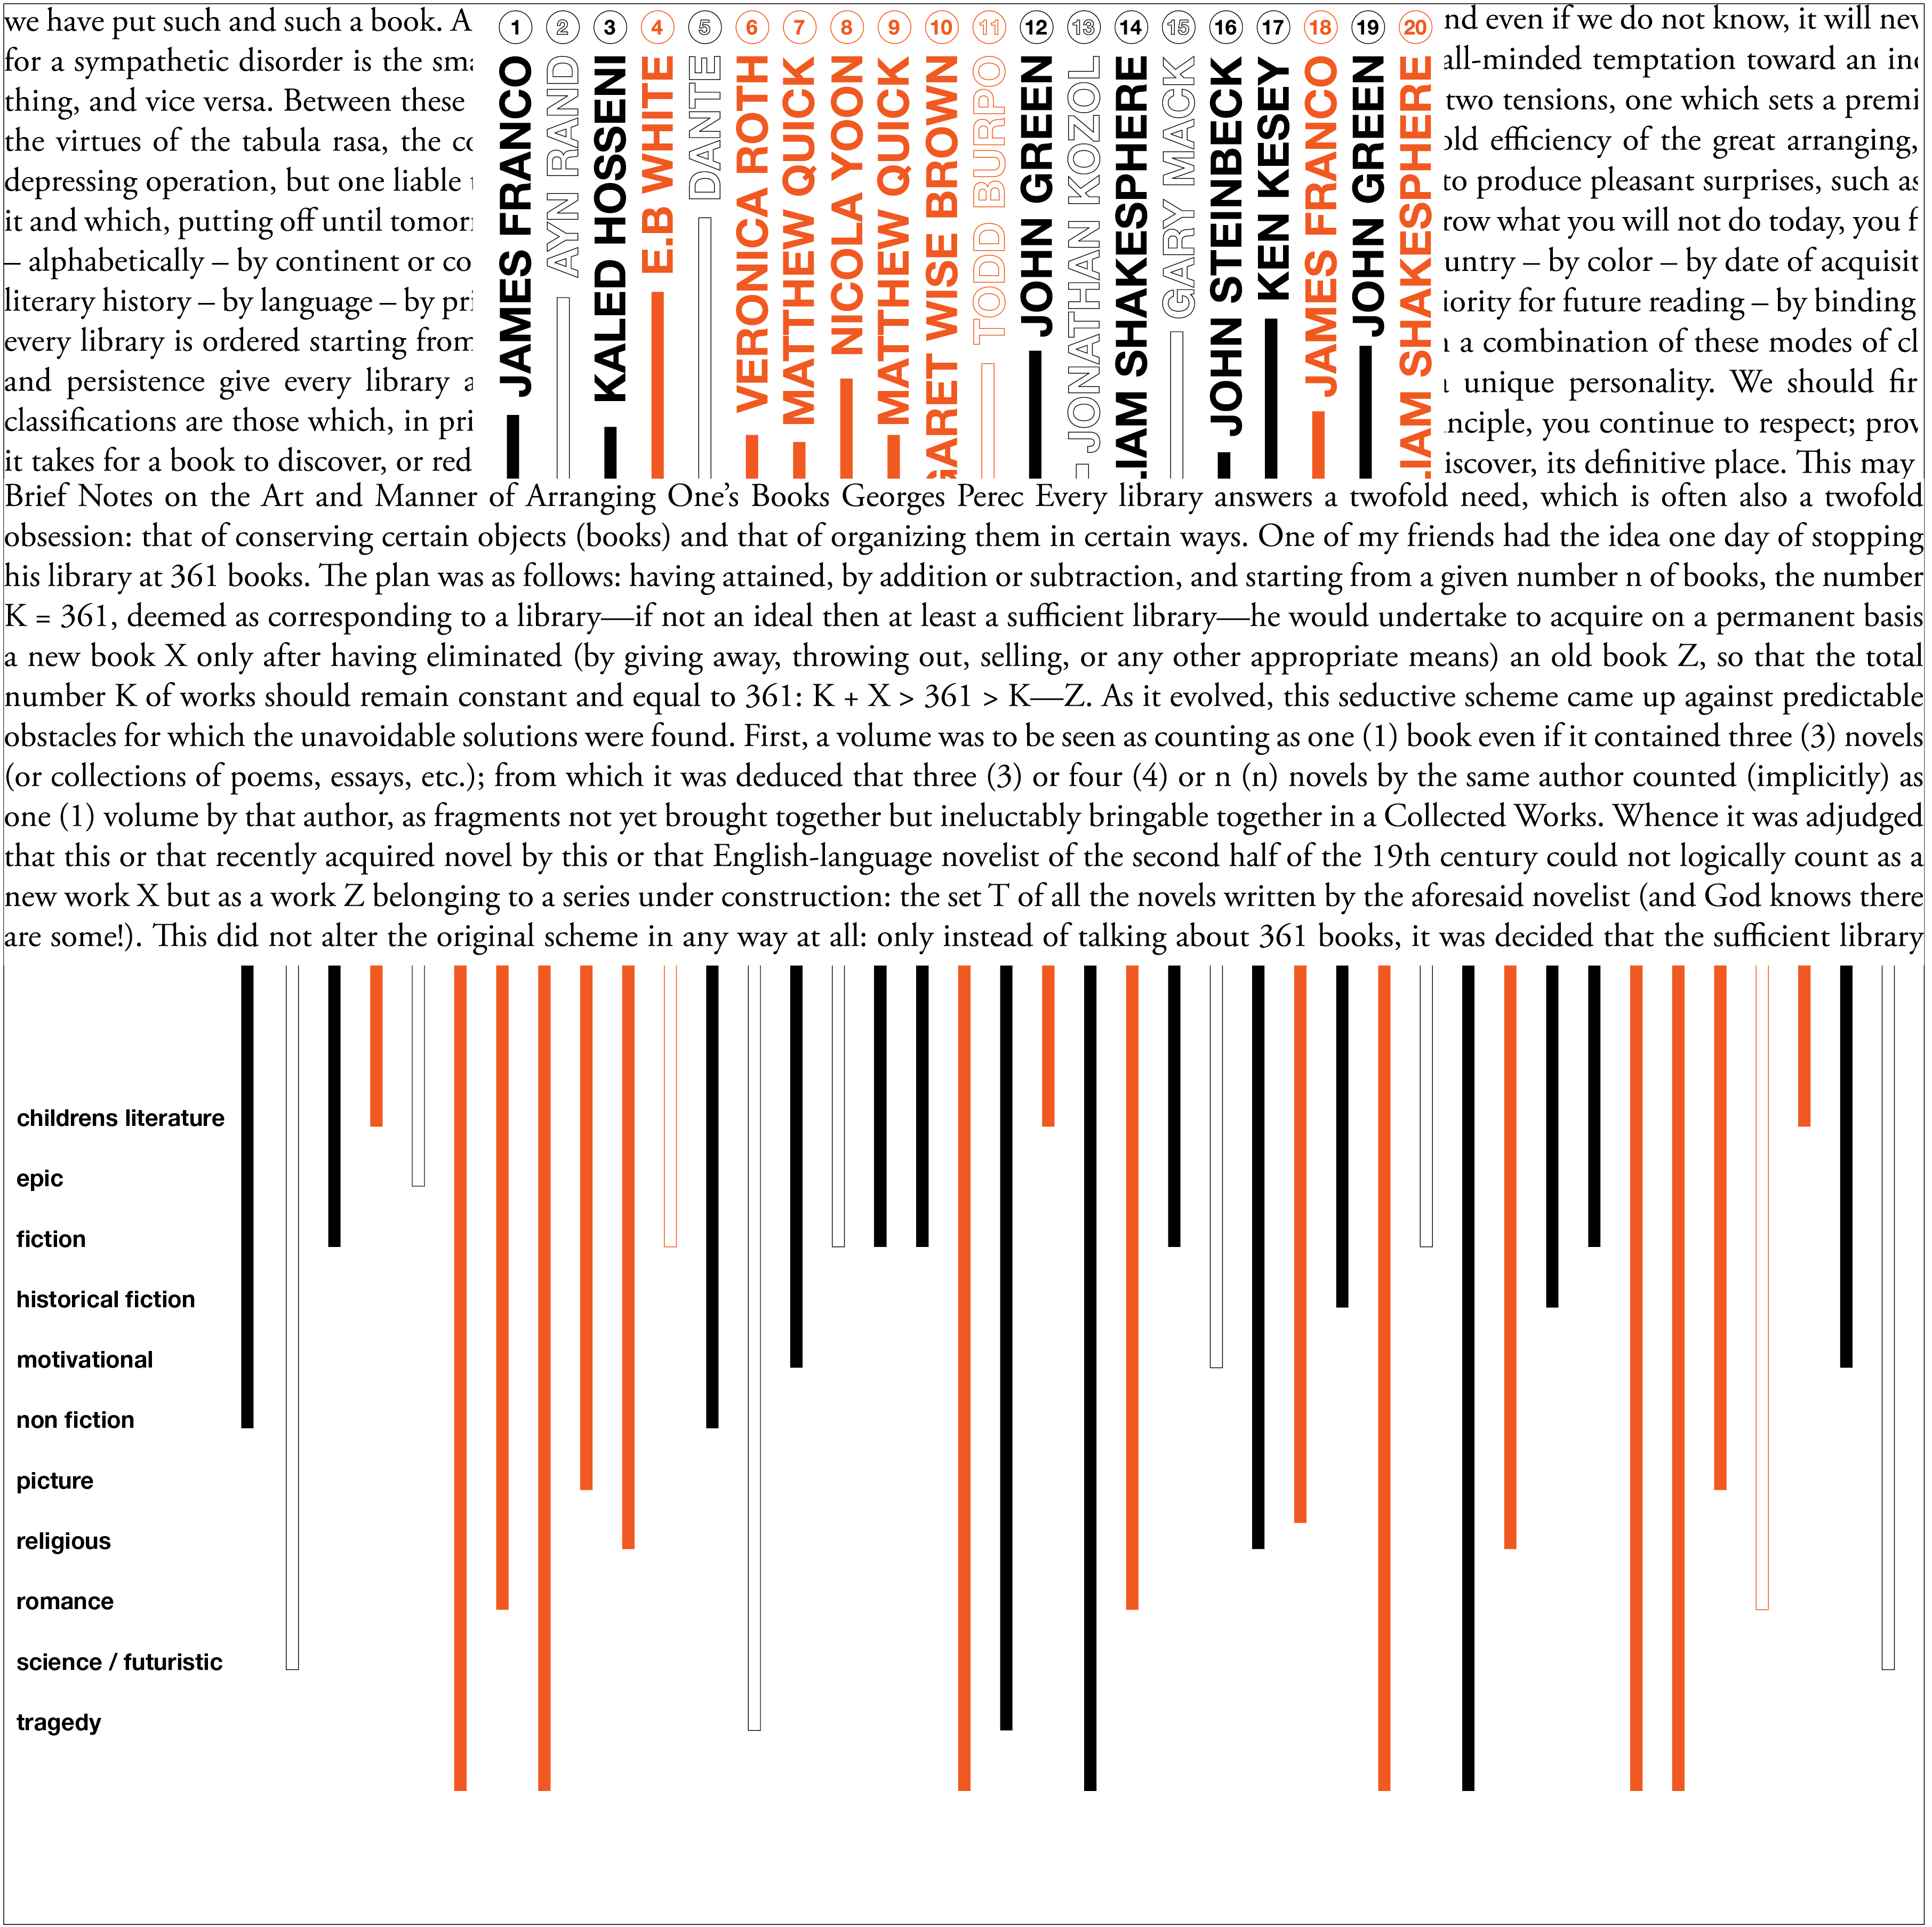 we have put such and such a book. A
for a sympathetic disorder is the sma
thing, and vice versa. Between these
the virtues of the tabula rasa, the co
depressing operation, but one liable
it and which, putting off until tomor
– alphabetically – by continent or co
literary history – by language – by pri
every library is ordered starting from
and persistence give every library a
classifications are those which, in pri
it takes for a book to discover, or red
1 JAMES FRANCO
2 AYN RAND
3 KALED HOSSENI
4 E.B WHITE
5 DANTE
6 VERONICA ROTH
7 MATTHEW QUICK
8 NICOLA YOON
9 MATTHEW QUICK
10 GARET WISE BROWN
11 TODD BURPO
12 JOHN GREEN
13 JONATHAN KOZOL
14 IAM SHAKESPHERE
15 GARY MACK
16 JOHN STEINBECK
17 KEN KESEY
18 JAMES FRANCO
19 JOHN GREEN
20 IAM SHAKESPHERE
nd even if we do not know, it will nev
all-minded temptation toward an in
two tensions, one which sets a premi
old efficiency of the great arranging,
to produce pleasant surprises, such as
row what you will not do today, you f
untry – by color – by date of acquisit
iority for future reading – by binding
a combination of these modes of cl
unique personality. We should fir
nciple, you continue to respect; prov
iscover, its definitive place. This may
Brief Notes on the Art and Manner of Arranging One’s Books Georges Perec Every library answers a twofold need, which is often also a twofold
obsession: that of conserving certain objects (books) and that of organizing them in certain ways. One of my friends had the idea one day of stopping
his library at 361 books. The plan was as follows: having attained, by addition or subtraction, and starting from a given number n of books, the number
K = 361, deemed as corresponding to a library—if not an ideal then at least a sufficient library—he would undertake to acquire on a permanent basis
a new book X only after having eliminated (by giving away, throwing out, selling, or any other appropriate means) an old book Z, so that the total
number K of works should remain constant and equal to 361: K + X > 361 > K—Z. As it evolved, this seductive scheme came up against predictable
obstacles for which the unavoidable solutions were found. First, a volume was to be seen as counting as one (1) book even if it contained three (3) novels
(or collections of poems, essays, etc.); from which it was deduced that three (3) or four (4) or n (n) novels by the same author counted (implicitly) as
one (1) volume by that author, as fragments not yet brought together but ineluctably bringable together in a Collected Works. Whence it was adjudged
that this or that recently acquired novel by this or that English-language novelist of the second half of the 19th century could not logically count as a
new work X but as a work Z belonging to a series under construction: the set T of all the novels written by the aforesaid novelist (and God knows there
are some!). This did not alter the original scheme in any way at all: only instead of talking about 361 books, it was decided that the sufficient library
childrens literature
epic
fiction
historical fiction
motivational
non fiction
picture
religious
romance
science / futuristic
tragedy